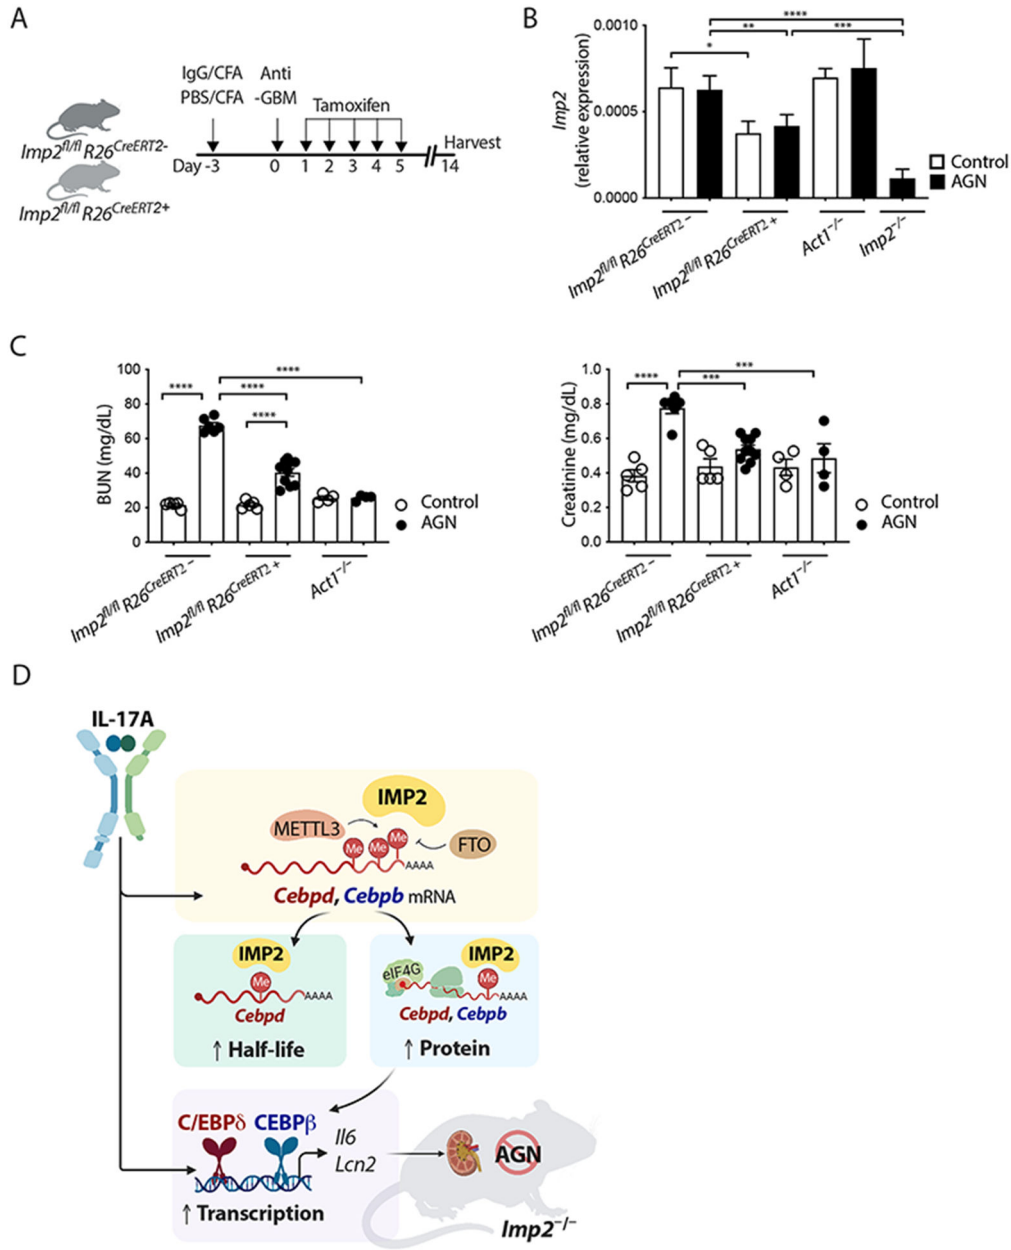 A
IgG/CFA
PBS/CFA
Anti
-GBM
Tamoxifen
Harvest
Imp2fl/fl R26CreERT2-
Imp2fl/fl R26CreERT2+
Day -3 0 1 2 3 4 5 14
B
Imp2
(relative expression)
0.0010
0.0005
0.0000
****
** ***
*
Control
AGN
Imp2fl/fl R26CreERT2 −
Imp2fl/fl R26CreERT2 +
Act1−/−
Imp2−/−
C
BUN (mg/dL)
100
80
60
40
20
0
****
**** ****
****
Control
AGN
Imp2fl/fl R26CreERT2 −
Imp2fl/fl R26CreERT2 +
Act1−/−
Creatinine (mg/dL)
1.0
0.8
0.6
0.4
0.2
0.0
***
**** ***
Control
AGN
Imp2fl/fl R26CreERT2 −
Imp2fl/fl R26CreERT2 +
Act1−/−
D
IL-17A
IMP2
METTL3
Me Me Me
FTO
AAAA
Cebpd, Cebpb mRNA
IMP2
Me
AAAA
Cebpd
↑ Half-life
IMP2
eIF4G
Me
AAAA
Cebpd, Cebpb
↑ Protein
C/EBPδ CEBPβ
Il6
Lcn2
↑ Transcription
AGN
Imp2−/−